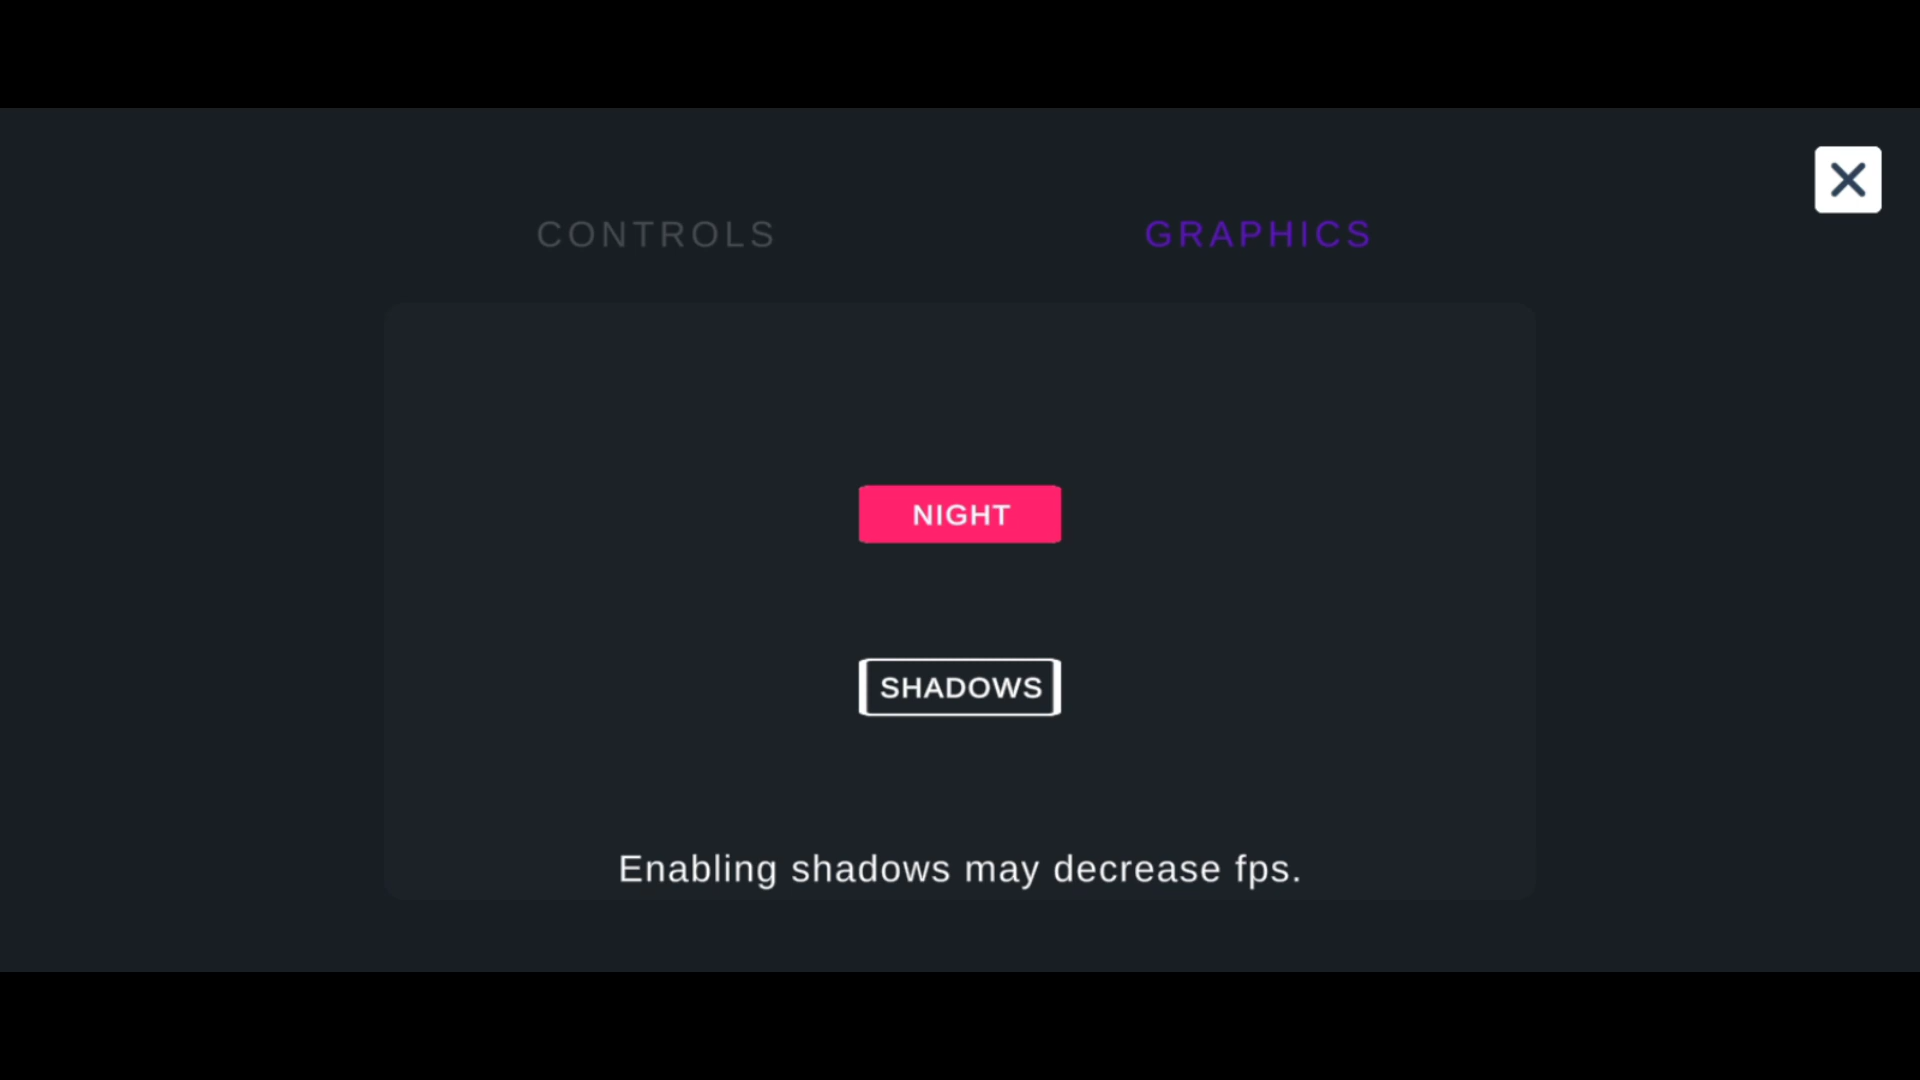 CONTROLS GRAPHICS
NIGHT
SHADOWS
Enabling shadows may decrease fps.